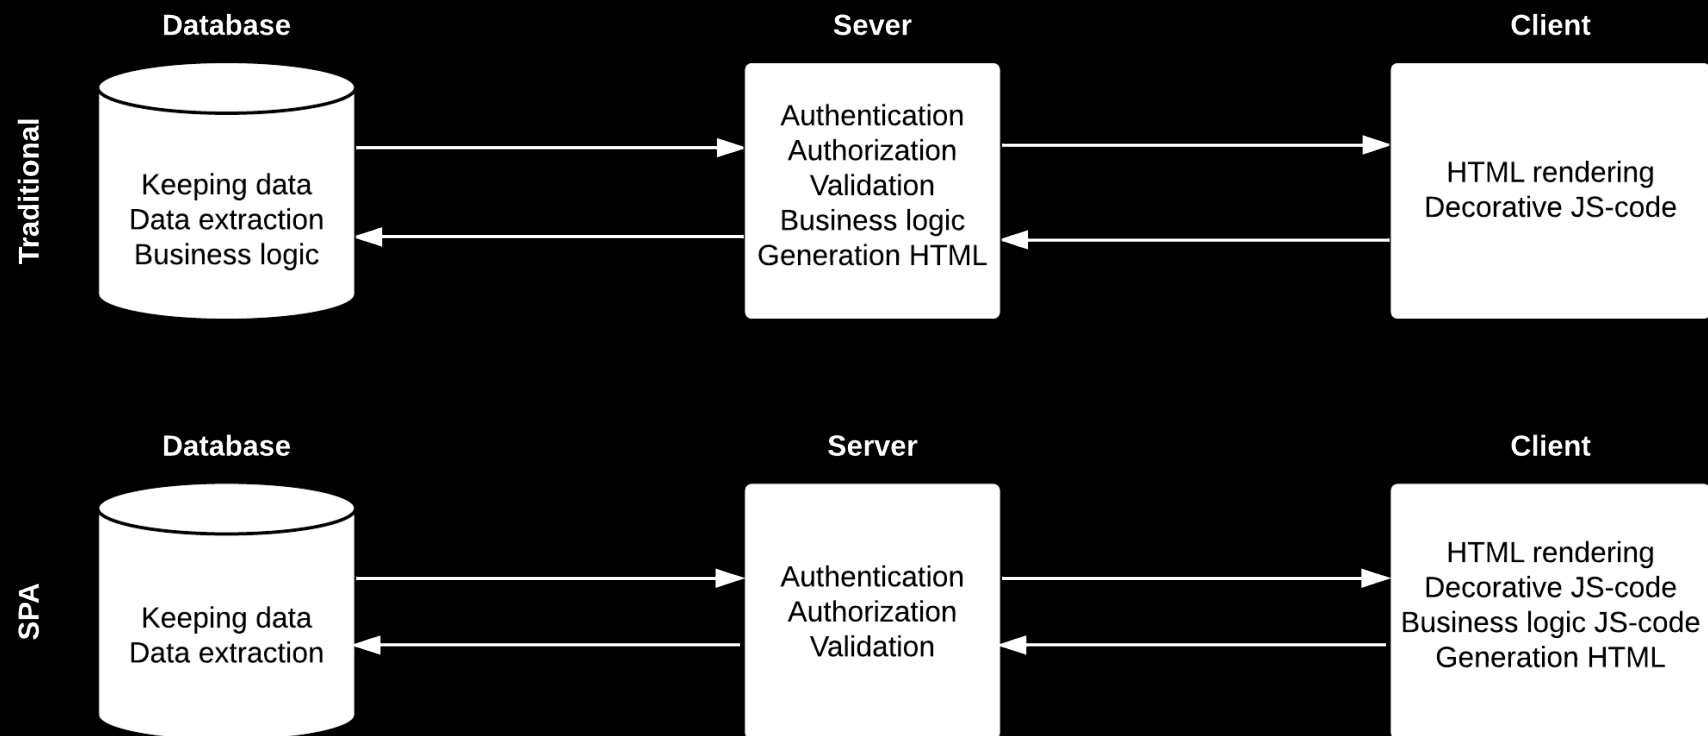 Database
Sever
Client
Traditional
Keeping data
Data extraction
Business logic
Authentication
Authorization
Validation
Business logic
Generation HTML
HTML rendering
Decorative JS-code
Database
Server
Client
SPA
Keeping data
Data extraction
Authentication
Authorization
Validation
HTML rendering
Decorative JS-code
Business logic JS-code
Generation HTML